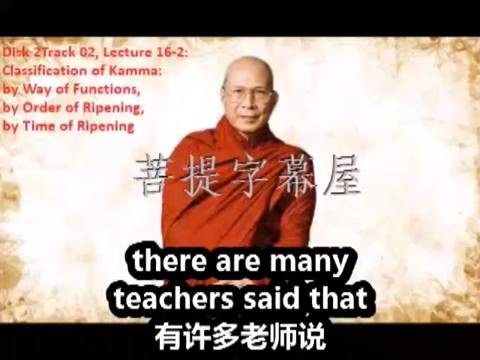 Disk 2Track 02, Lecture 16-2:
Classification of Kamma:
by Way of Functions,
by Order of Ripening,
by Time of Ripening
菩提字幕屋
there are many
teachers said that
有许多老师说